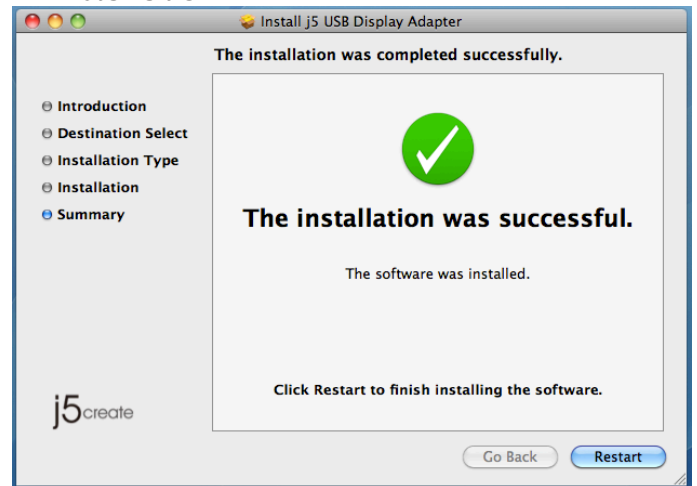 Install j5 USB Display Adapter
The installation was completed successfully.
Introduction
Destination Select
Installation Type
Installation
Summary
The installation was successful.
The software was installed.
Click Restart to finish installing the software.
j5create
Go Back
Restart